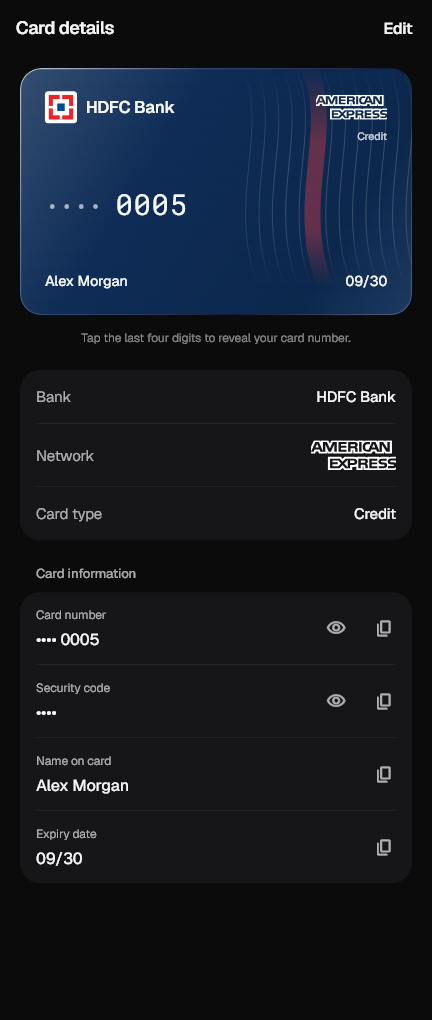 Card details
Edit
HDFC Bank
AMERICAN
EXPRESS
Credit
•••• 0005
Alex Morgan
09/30
Tap the last four digits to reveal your card number.
Bank
HDFC Bank
Network
AMERICAN
EXPRESS
Card type
Credit
Card information
Card number
•••• 0005
Security code
••••
Name on card
Alex Morgan
Expiry date
09/30